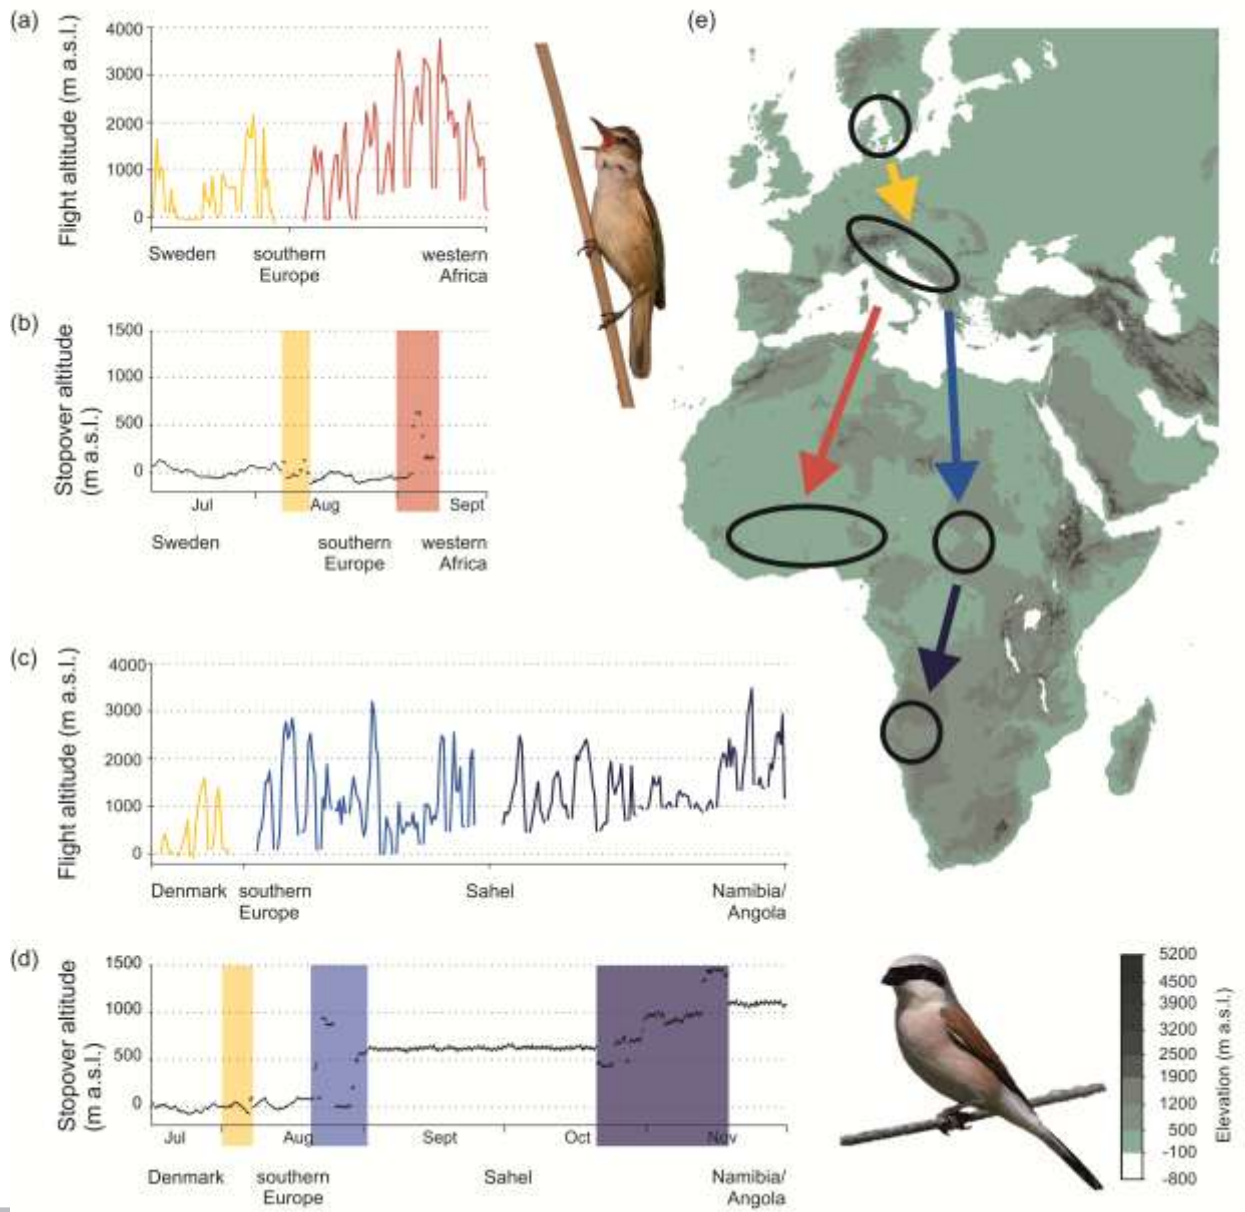 (a)
Flight altitude (m a.s.l.)
4000
3000
2000
1000
0
Sweden
southern
Europe
western
Africa
(b)
Stopover altitude
(m a.s.l.)
1500
1000
500
0
Jul
Aug
Sept
Sweden
southern
Europe
western
Africa
(c)
Flight altitude (m a.s.l.)
4000
3000
2000
1000
0
Denmark
southern
Europe
Sahel
Namibia/
Angola
(d)
Stopover altitude
(m a.s.l.)
1500
1000
500
0
Jul
Aug
Sept
Oct
Nov
Denmark
southern
Europe
Sahel
Namibia/
Angola
(e)
5200
4500
3900
3200
2500
1900
1200
500
-100
-800
Elevation (m a.s.l.)